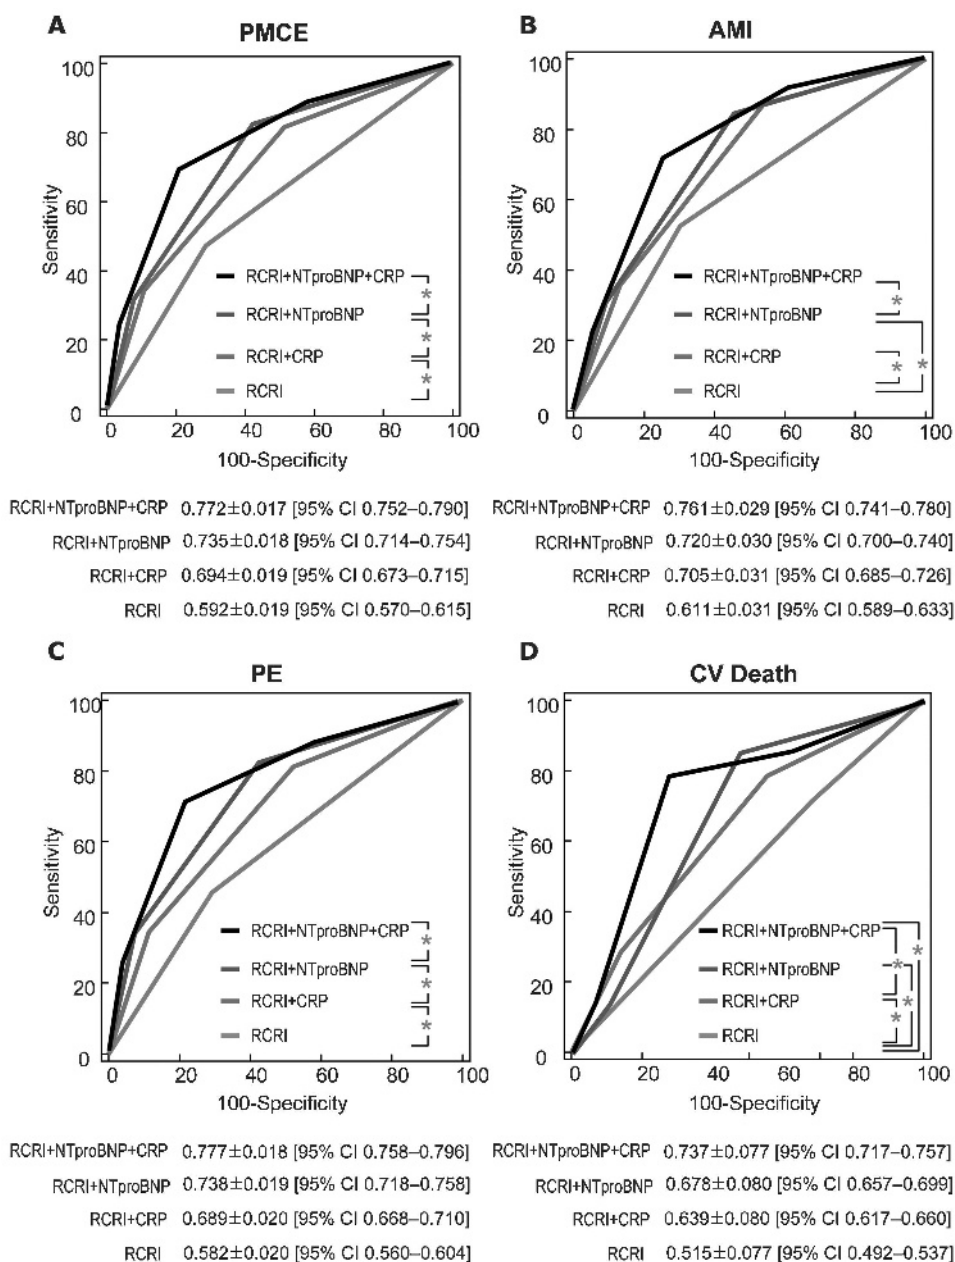 A
PMCE
100
80
60
40
20
0
Sensitivity
RCRI+NTproBNP+CRP
*
RCRI+NTproBNP
*
RCRI+CRP
*
RCRI
0 20 40 60 80 100
100-Specificity
RCRI+NTproBNP+CRP 0.772±0.017 [95% CI 0.752–0.790]
RCRI+NTproBNP 0.735±0.018 [95% CI 0.714–0.754]
RCRI+CRP 0.694±0.019 [95% CI 0.673–0.715]
RCRI 0.592±0.019 [95% CI 0.570–0.615]
B
AMI
100
80
60
40
20
0
Sensitivity
RCRI+NTproBNP+CRP
*
RCRI+NTproBNP
RCRI+CRP
* *
RCRI
0 20 40 60 80 100
100-Specificity
RCRI+NTproBNP+CRP 0.761±0.029 [95% CI 0.741–0.780]
RCRI+NTproBNP 0.720±0.030 [95% CI 0.700–0.740]
RCRI+CRP 0.705±0.031 [95% CI 0.685–0.726]
RCRI 0.611±0.031 [95% CI 0.589–0.633]
C
PE
100
80
60
40
20
0
Sensitivity
RCRI+NTproBNP+CRP
*
RCRI+NTproBNP
*
RCRI+CRP
*
RCRI
0 20 40 60 80 100
100-Specificity
RCRI+NTproBNP+CRP 0.777±0.018 [95% CI 0.758–0.796]
RCRI+NTproBNP 0.738±0.019 [95% CI 0.718–0.758]
RCRI+CRP 0.689±0.020 [95% CI 0.668–0.710]
RCRI 0.582±0.020 [95% CI 0.560–0.604]
D
CV Death
100
80
60
40
20
0
Sensitivity
RCRI+NTproBNP+CRP
*
*
RCRI+NTproBNP
RCRI+CRP
* *
RCRI
0 20 40 60 80 100
100-Specificity
RCRI+NTproBNP+CRP 0.737±0.077 [95% CI 0.717–0.757]
RCRI+NTproBNP 0.678±0.080 [95% CI 0.657–0.699]
RCRI+CRP 0.639±0.080 [95% CI 0.617–0.660]
RCRI 0.515±0.077 [95% CI 0.492–0.537]